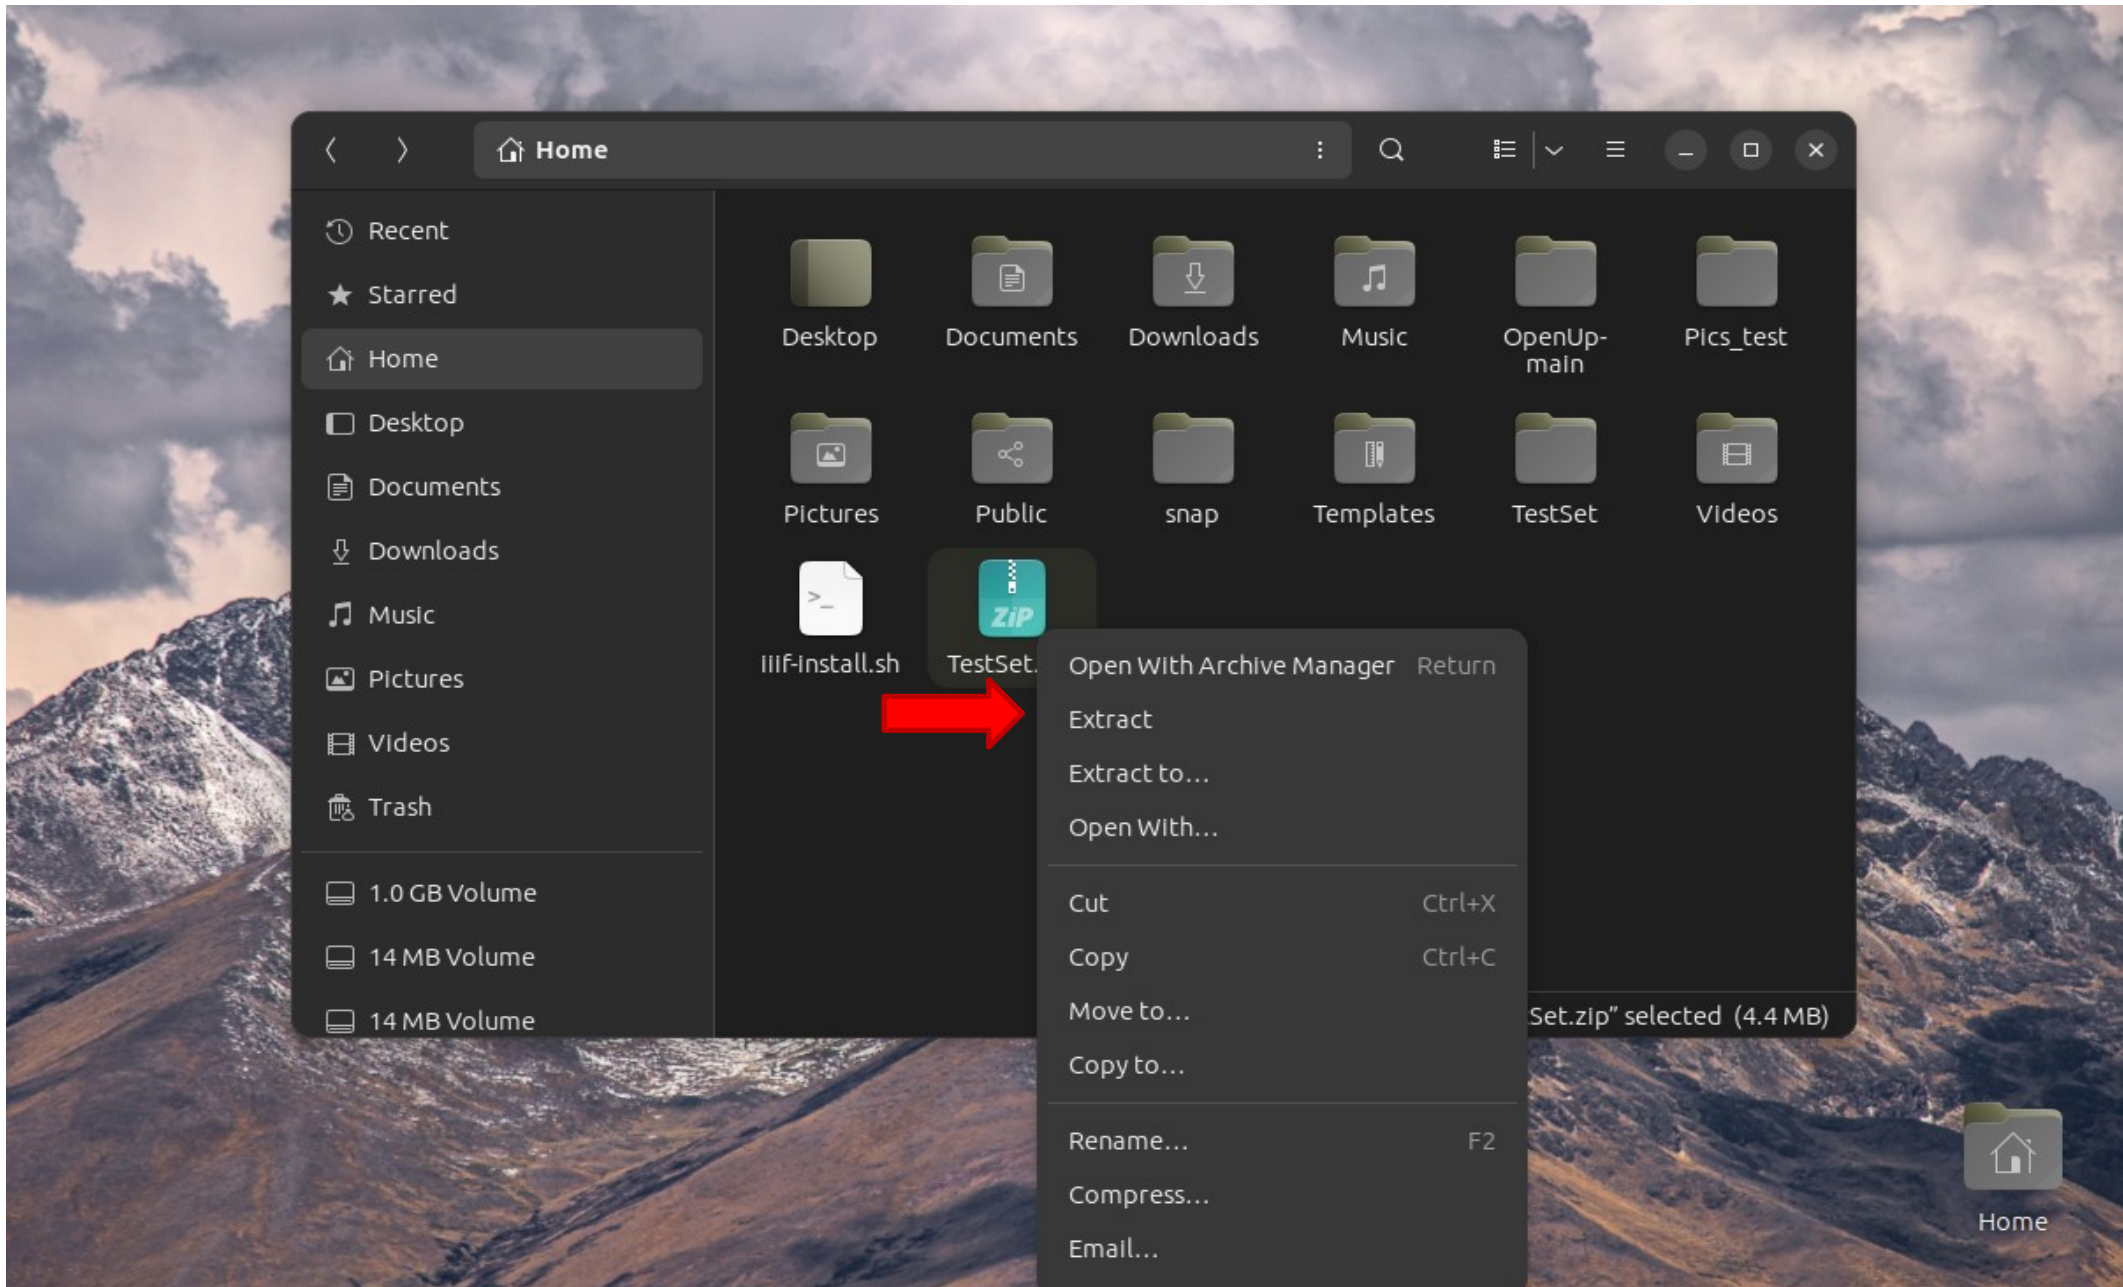 Home
Recent
Starred
Home
Desktop
Documents
Downloads
Music
Pictures
Videos
Trash
1.0 GB Volume
14 MB Volume
14 MB Volume
Desktop
Documents
Downloads
Music
OpenUp-
main
Pics_test
Pictures
Public
snap
Templates
TestSet
Videos
>_
iiif-install.sh
ZiP
TestSet.
Open With Archive Manager Return
Extract
Extract to…
Open With…
Cut Ctrl+X
Copy Ctrl+C
Move to…
Copy to…
Rename… F2
Compress…
Email…
Set.zip” selected (4.4 MB)
Home